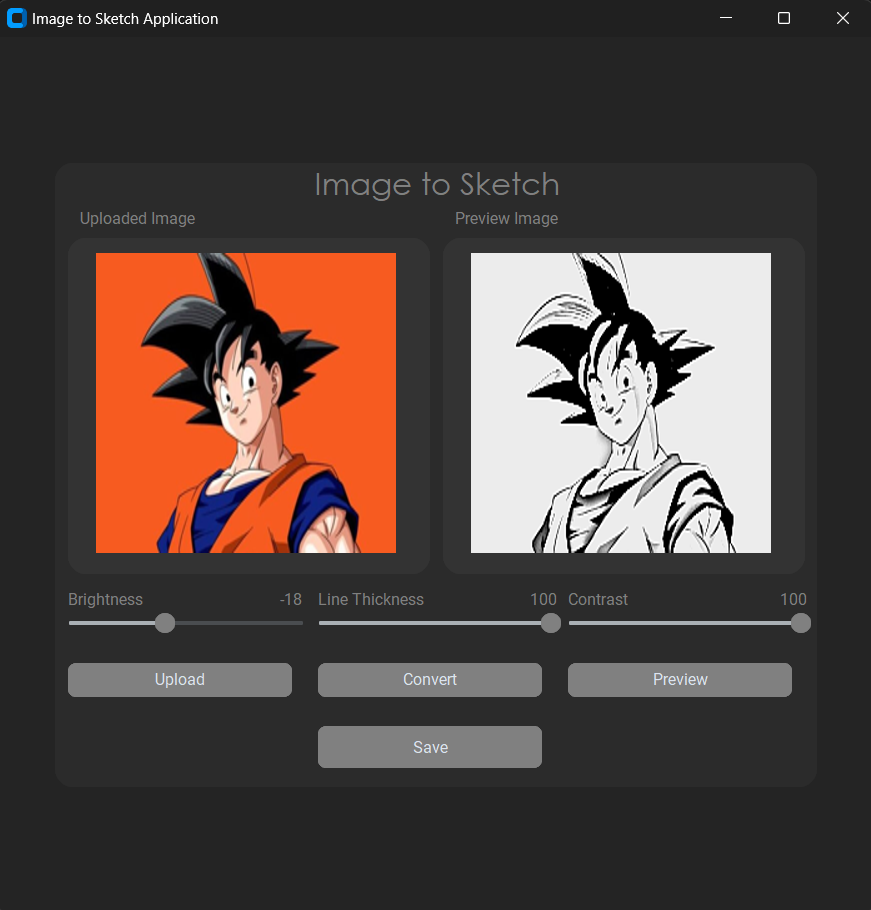 Image to Sketch Application
Image to Sketch
Uploaded Image
Preview Image
Brightness -18
Line Thickness 100
Contrast 100
Upload
Convert
Preview
Save